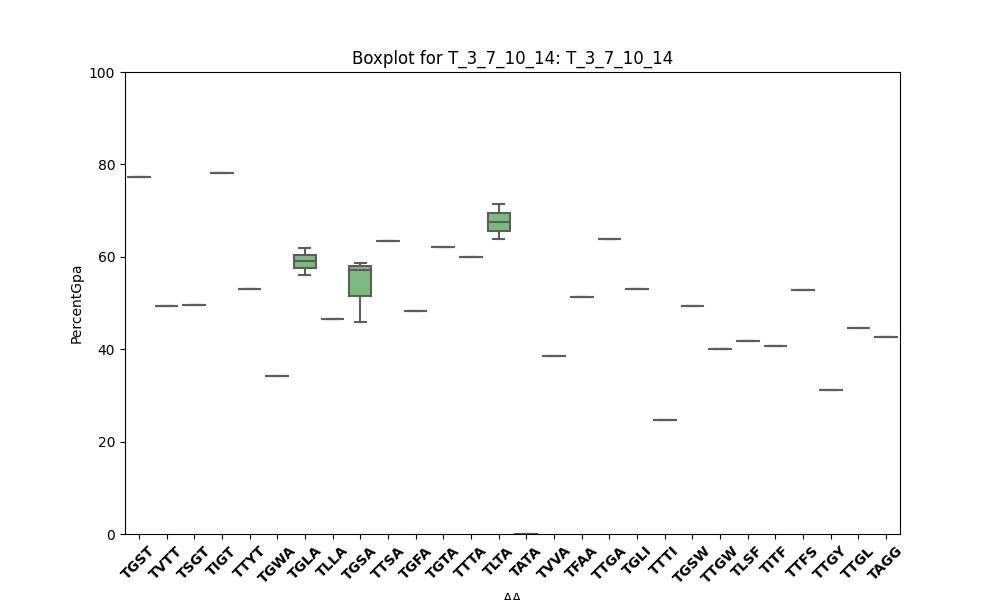 Boxplot for T_3_7_10_14: T_3_7_10_14
100
80
60
40
20
0
PercentGpa
TGST TVTT TSGT TIGT TTYT TGWA TGLA TLLA TGSA TTSA TGFA TGTA TTTA TLTA TATA TVVA TFAA TTGA TGLI TTTI TGSW TTGW TLSF TITF TTFS TTGY TTGL TAGG
AA